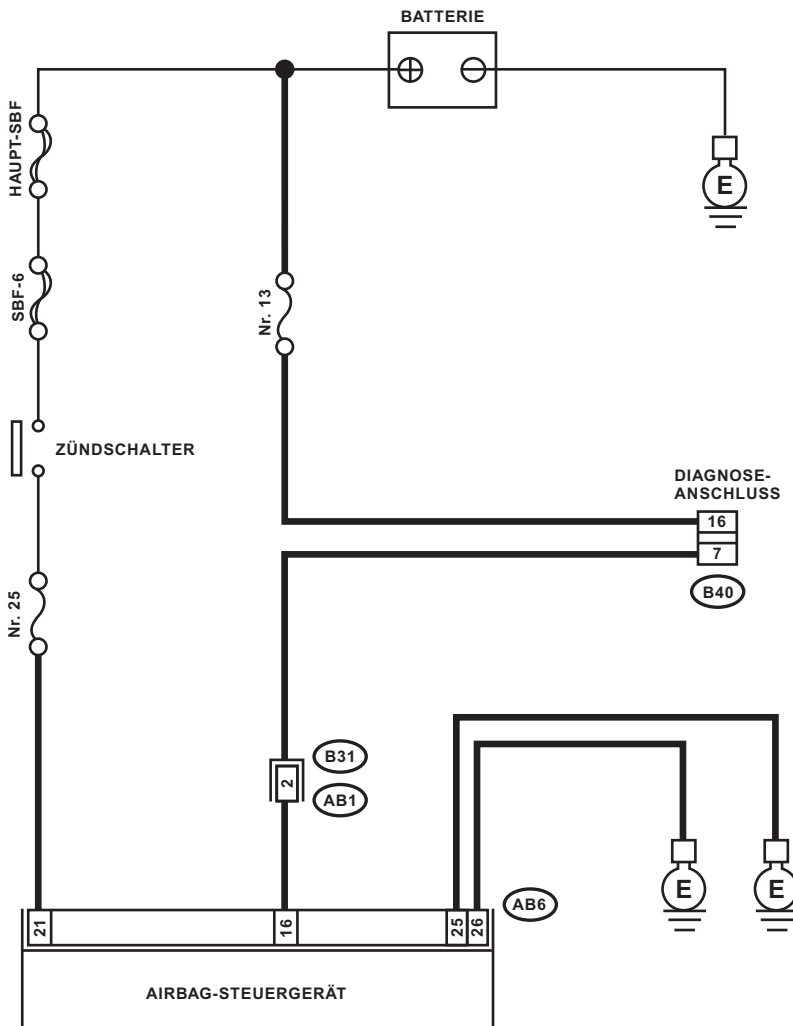 BATTERIE
HAUPT-SBF
E
SBF-6
Nr. 13
ZÜNDSCHALTER
DIAGNOSE-
ANSCHLUSS
16
7
B40
Nr. 25
B31
2
AB1
E
E
AB6
21
16
25
26
AIRBAG-STEUERGERÄT